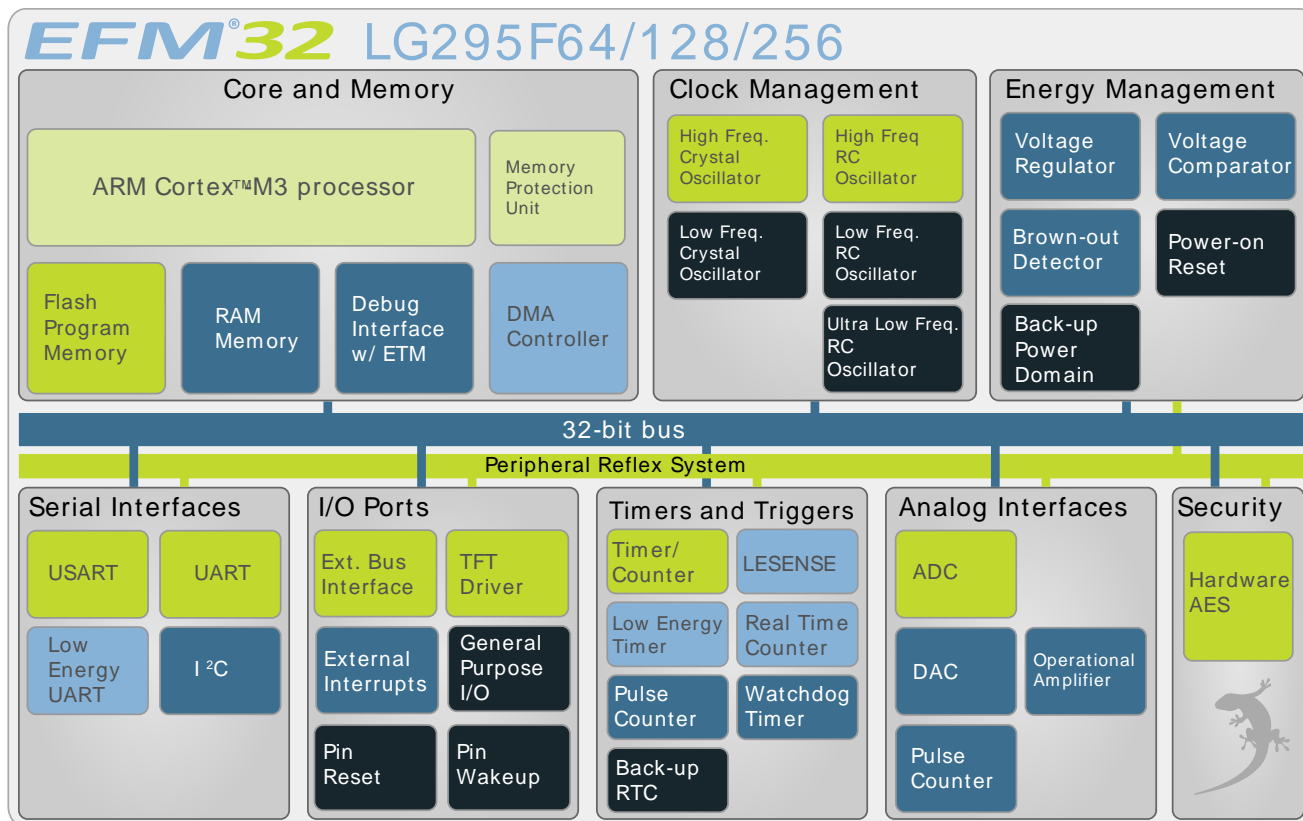 EFM®32 LG295F64/128/256
Core and Memory
ARM Cortex™M3 processor
Memory
Protection
Unit
Flash
Program
Memory
RAM
Memory
Debug
Interface
w/ ETM
DMA
Controller
Clock Management
High Freq.
Crystal
Oscillator
High Freq
RC
Oscillator
Low Freq.
Crystal
Oscillator
Low Freq.
RC
Oscillator
Ultra Low Freq.
RC
Oscillator
Energy Management
Voltage
Regulator
Voltage
Comparator
Brown-out
Detector
Power-on
Reset
Back-up
Power
Domain
32-bit bus
Peripheral Reflex System
Serial Interfaces
USART
UART
Low
Energy
UART
I²C
I/O Ports
Ext. Bus
Interface
TFT
Driver
External
Interrupts
General
Purpose
I/O
Pin
Reset
Pin
Wakeup
Timers and Triggers
Timer/
Counter
LESENSE
Low Energy
Timer
Real Time
Counter
Pulse
Counter
Watchdog
Timer
Back-up
RTC
Analog Interfaces
ADC
DAC
Operational
Amplifier
Pulse
Counter
Security
Hardware
AES